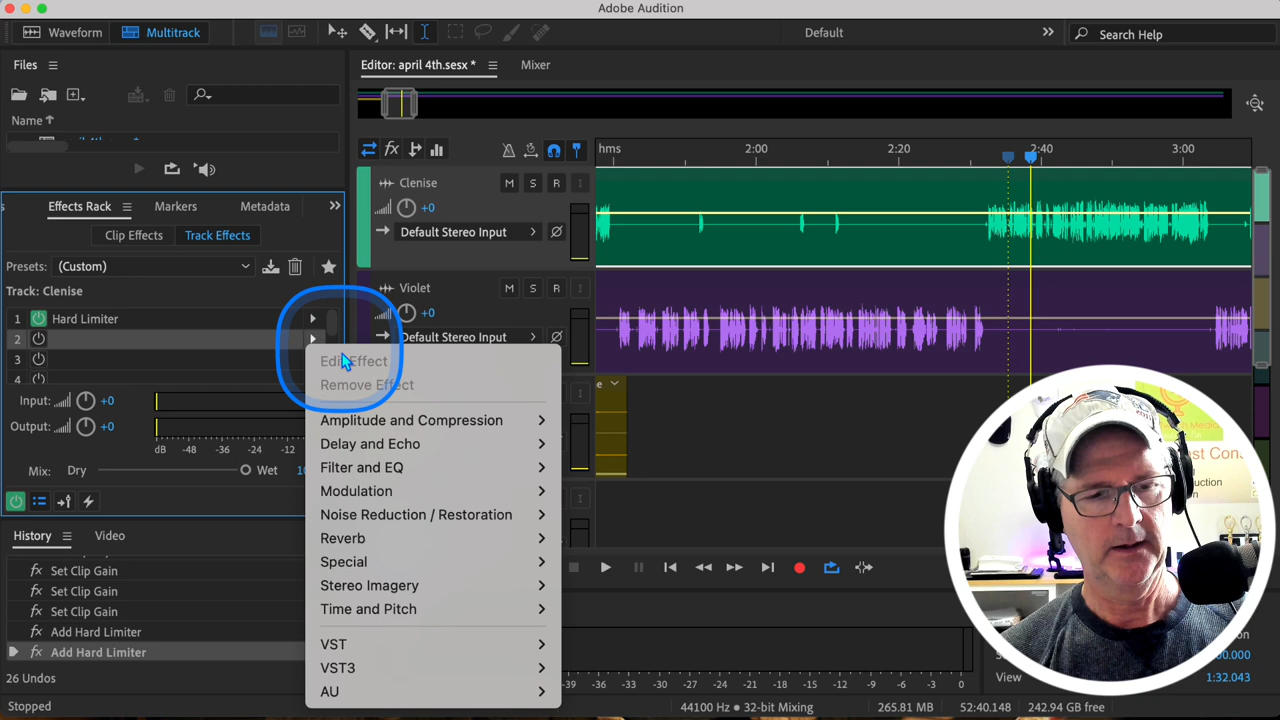 Adobe Audition
Waveform
Multitrack
Default
Search Help
Files
Editor: april 4th.sesx *
Mixer
Name
hms
2:00
2:20
2:40
3:00
Clenise
M
S
R
I
+0
Default Stereo Input
Effects Rack
Markers
Metadata
Clip Effects
Track Effects
Presets:
(Custom)
Track: Clenise
1
Hard Limiter
2
3
4
Violet
M
S
R
I
+0
Default Stereo Input
Edit Effect
Remove Effect
Amplitude and Compression
Delay and Echo
Filter and EQ
Modulation
Noise Reduction / Restoration
Reverb
Special
Stereo Imagery
Time and Pitch
VST
VST3
AU
Input:
+0
Output:
+0
dB
-48
-36
-24
Mix:
Dry
Wet
History
Video
Set Clip Gain
Set Clip Gain
Set Clip Gain
Add Hard Limiter
Add Hard Limiter
26 Undos
Stopped
-39
-36
-33
-30
-27
-24
-21
-18
-15
-12
-9
-6
-3
0
View
1:32.043
44100 Hz • 32-bit Mixing
265.81 MB
52:40.148
242.94 GB free